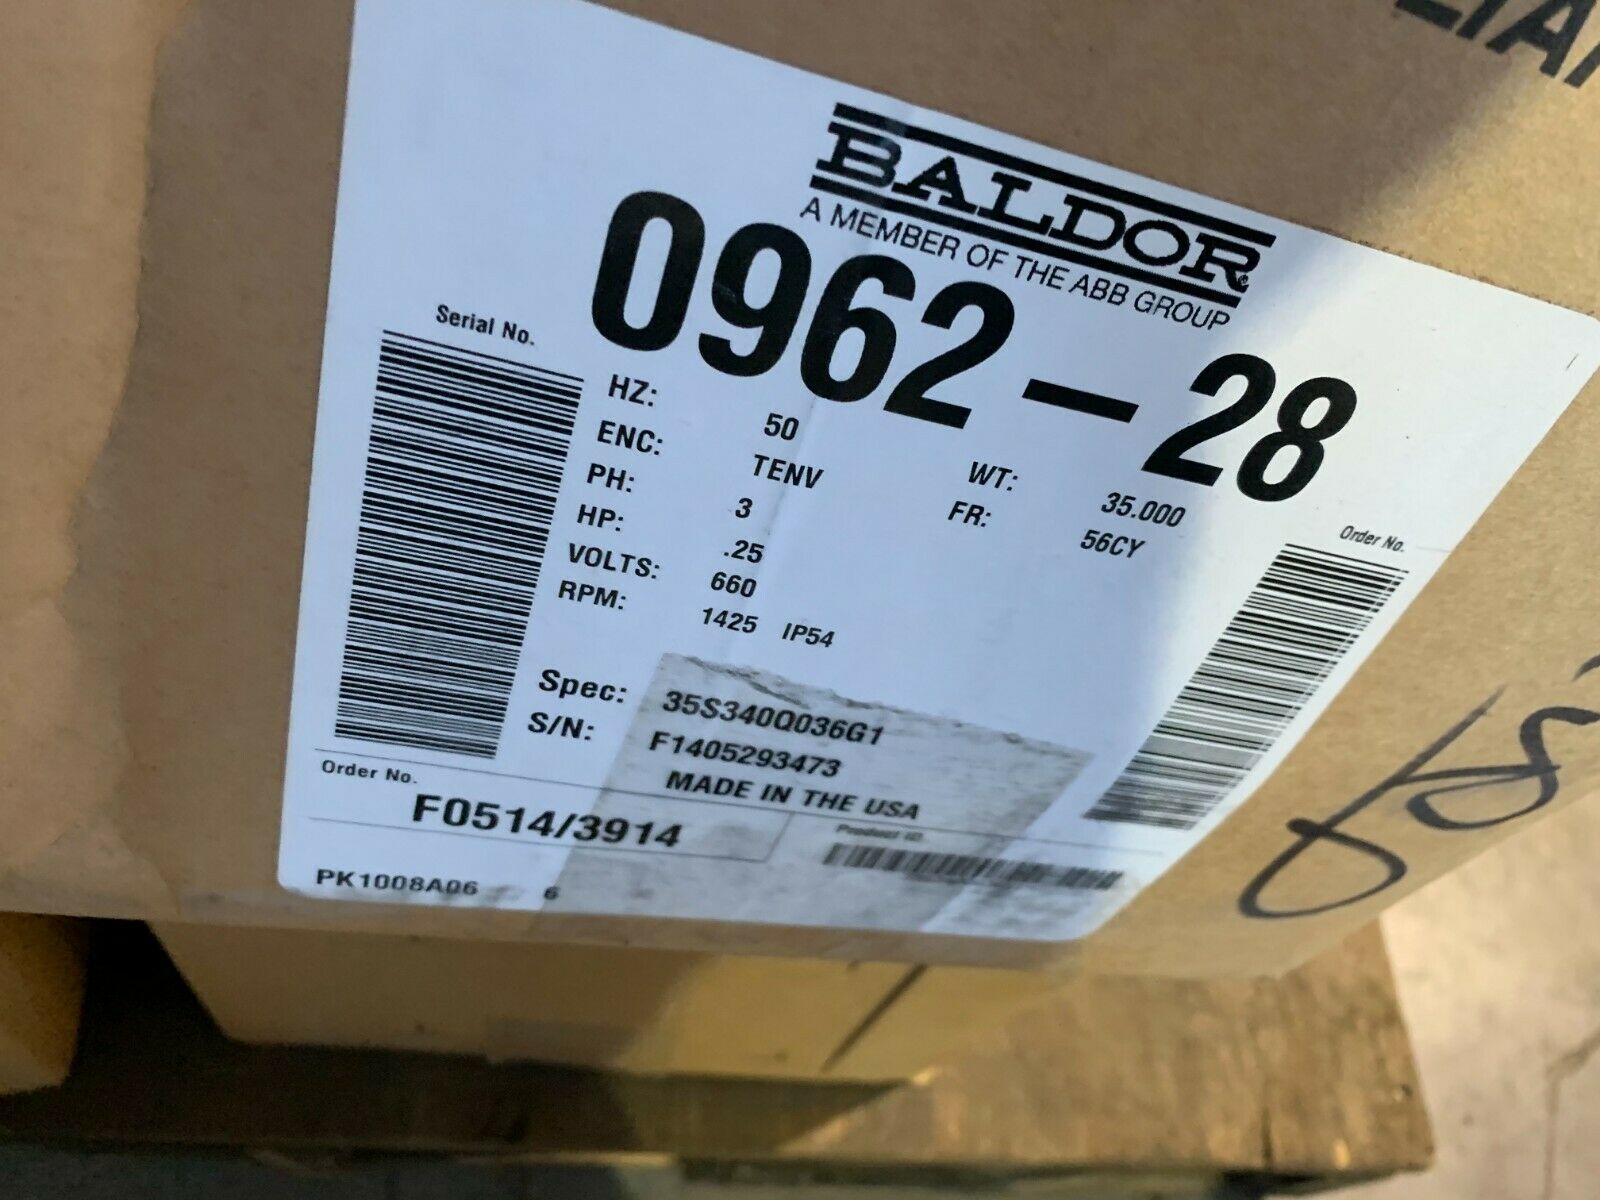 BALDOR
A MEMBER OF THE ABB GROUP
0962-28
Serial No.
HZ: 50
ENC: TENV
PH: 3
HP: .25
VOLTS: 660
RPM: 1425 IP54
WT: 35.000
FR: 56CY
Order No.
Spec: 35S340Q036G1
S/N: F1405293473
MADE IN THE USA
Order No.
F0514/3914
Product ID:
PK1008A06 6